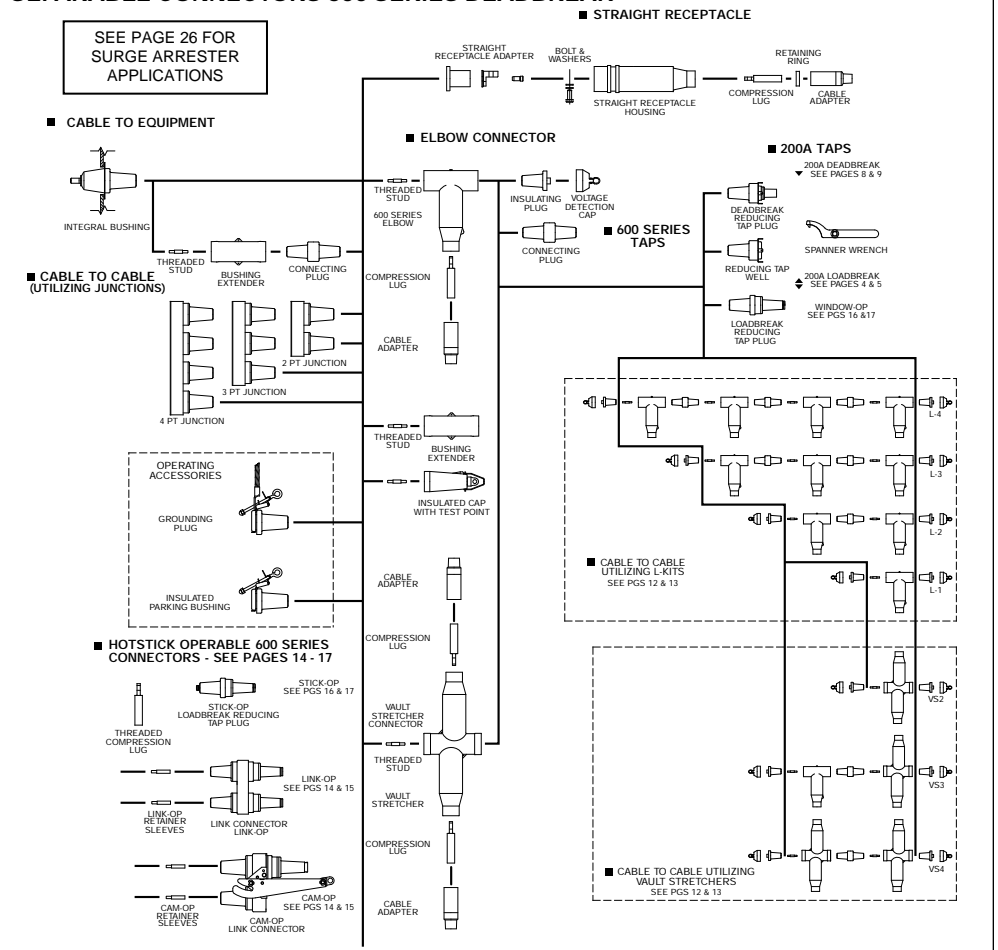 SEPARABLE CONNECTORS 600 SERIES DEADBREAK
■ STRAIGHT RECEPTACLE
SEE PAGE 26 FOR
SURGE ARRESTER
APPLICATIONS
STRAIGHT
RECEPTACLE ADAPTER
BOLT &
WASHERS
STRAIGHT RECEPTACLE
HOUSING
RETAINING
RING
COMPRESSION
LUG
CABLE
ADAPTER
■ CABLE TO EQUIPMENT
INTEGRAL BUSHING
THREADED
STUD
BUSHING
EXTENDER
CONNECTING
PLUG
■ ELBOW CONNECTOR
THREADED
STUD
600 SERIES
ELBOW
INSULATING
PLUG
VOLTAGE
DETECTION
CAP
CONNECTING
PLUG
COMPRESSION
LUG
CABLE
ADAPTER
■ 600 SERIES
TAPS
■ 200A TAPS
200A DEADBREAK
SEE PAGES 8 & 9
DEADBREAK
REDUCING
TAP PLUG
SPANNER WRENCH
REDUCING TAP
WELL
200A LOADBREAK
SEE PAGES 4 & 5
WINDOW-OP
SEE PGS 16 &17
LOADBREAK
REDUCING
TAP PLUG
■ CABLE TO CABLE
(UTILIZING JUNCTIONS)
2 PT JUNCTION
3 PT JUNCTION
4 PT JUNCTION
THREADED
STUD
BUSHING
EXTENDER
INSULATED CAP
WITH TEST POINT
OPERATING
ACCESSORIES
GROUNDING
PLUG
INSULATED
PARKING BUSHING
L-4
L-3
L-2
L-1
■ CABLE TO CABLE
UTILIZING L-KITS
SEE PGS 12 & 13
CABLE
ADAPTER
COMPRESSION
LUG
VAULT
STRETCHER
CONNECTOR
THREADED
STUD
VAULT
STRETCHER
COMPRESSION
LUG
CABLE
ADAPTER
■ HOTSTICK OPERABLE 600 SERIES
CONNECTORS - SEE PAGES 14 - 17
THREADED
COMPRESSION
LUG
STICK-OP
SEE PGS 16 & 17
STICK-OP
LOADBREAK REDUCING
TAP PLUG
LINK-OP
SEE PGS 14 & 15
LINK-OP
RETAINER
SLEEVES
LINK CONNECTOR
LINK-OP
CAM-OP
SEE PGS 14 & 15
CAM-OP
RETAINER
SLEEVES
CAM-OP
LINK CONNECTOR
VS2
VS3
VS4
■ CABLE TO CABLE UTILIZING
VAULT STRETCHERS
SEE PGS 12 & 13